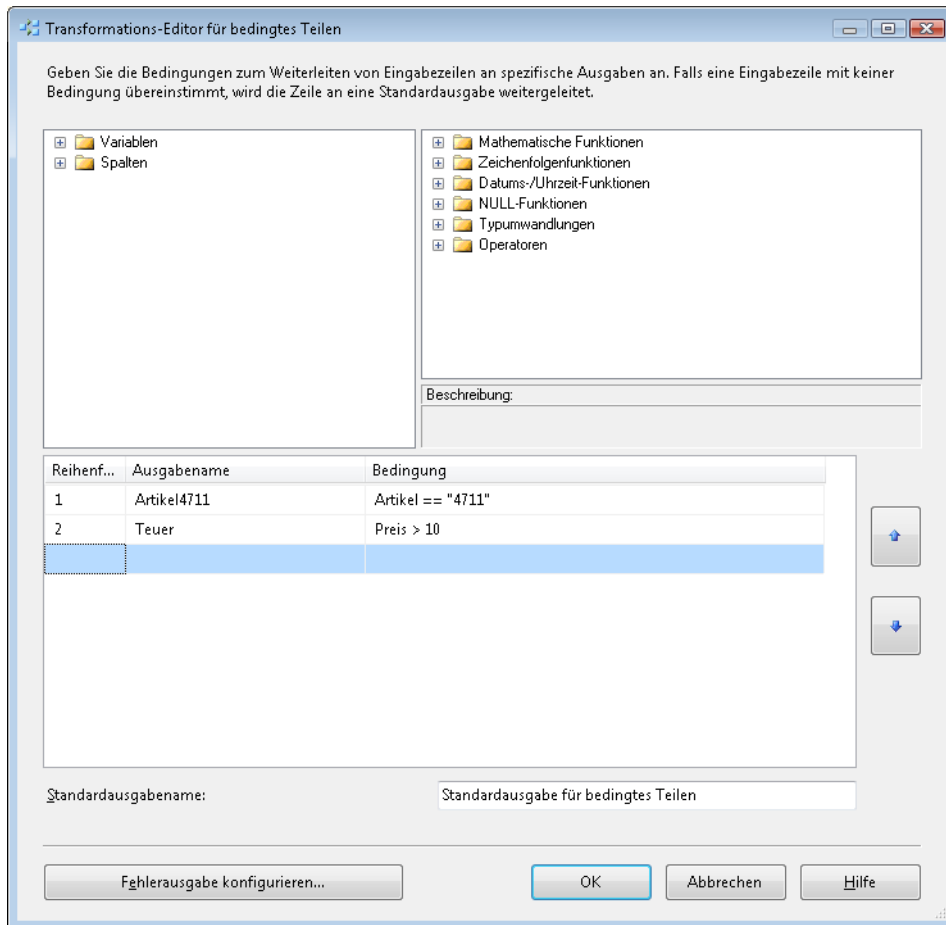 Transformations-Editor für bedingtes Teilen
Geben Sie die Bedingungen zum Weiterleiten von Eingabezeilen an spezifische Ausgaben an. Falls eine Eingabezeile mit keiner
Bedingung übereinstimmt, wird die Zeile an eine Standardausgabe weitergeleitet.
Variablen
Spalten
Mathematische Funktionen
Zeichenfolgenfunktionen
Datums-/Uhrzeit-Funktionen
NULL-Funktionen
Typumwandlungen
Operatoren
Beschreibung:
Reihenf... Ausgabename Bedingung
1 Artikel4711 Artikel == "4711"
2 Teuer Preis > 10
Standardausgabename: Standardausgabe für bedingtes Teilen
Fehlerausgabe konfigurieren... OK Abbrechen Hilfe